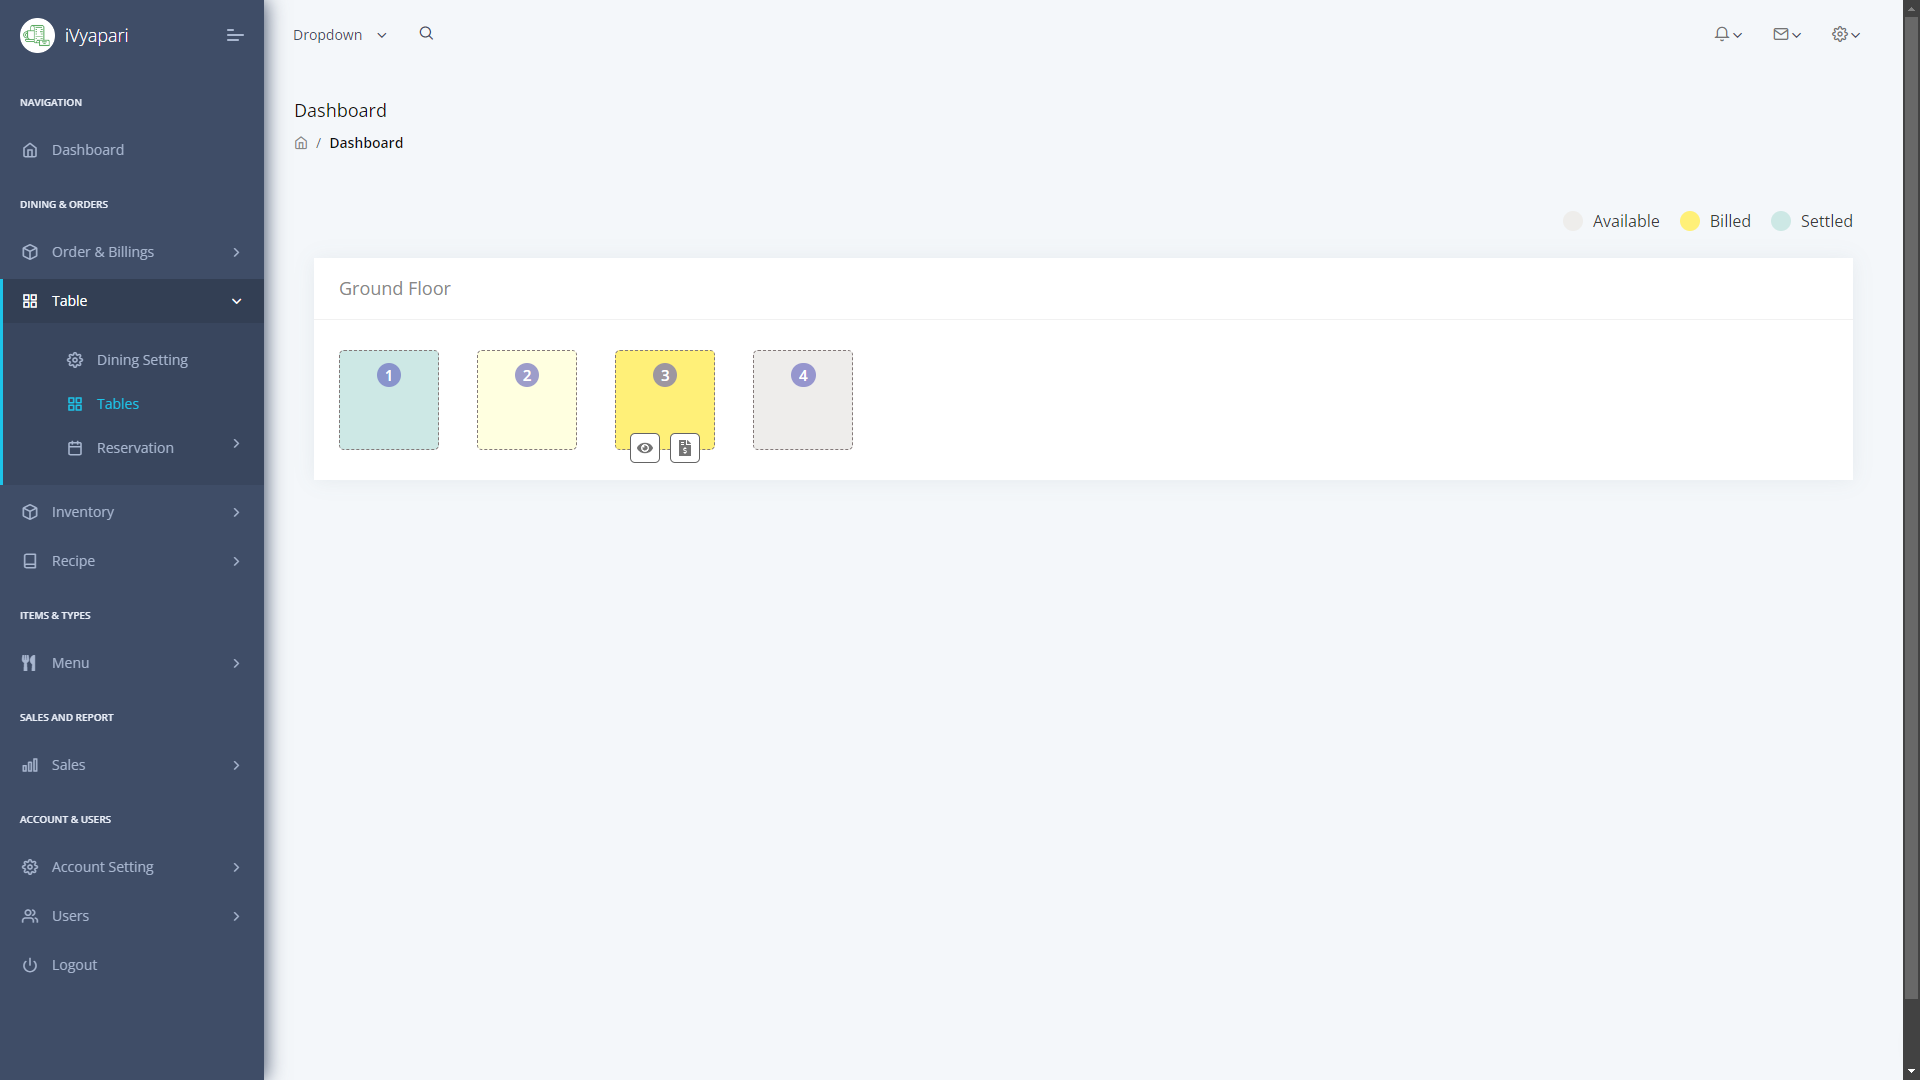 iVyapari
NAVIGATION
Dashboard
DINING & ORDERS
Order & Billings
Table
Dining Setting
Tables
Reservation
Inventory
Recipe
ITEMS & TYPES
Menu
SALES AND REPORT
Sales
ACCOUNT & USERS
Account Setting
Users
Logout
Dropdown
Dashboard
/ Dashboard
Available Billed Settled
Ground Floor
1 2 3 4